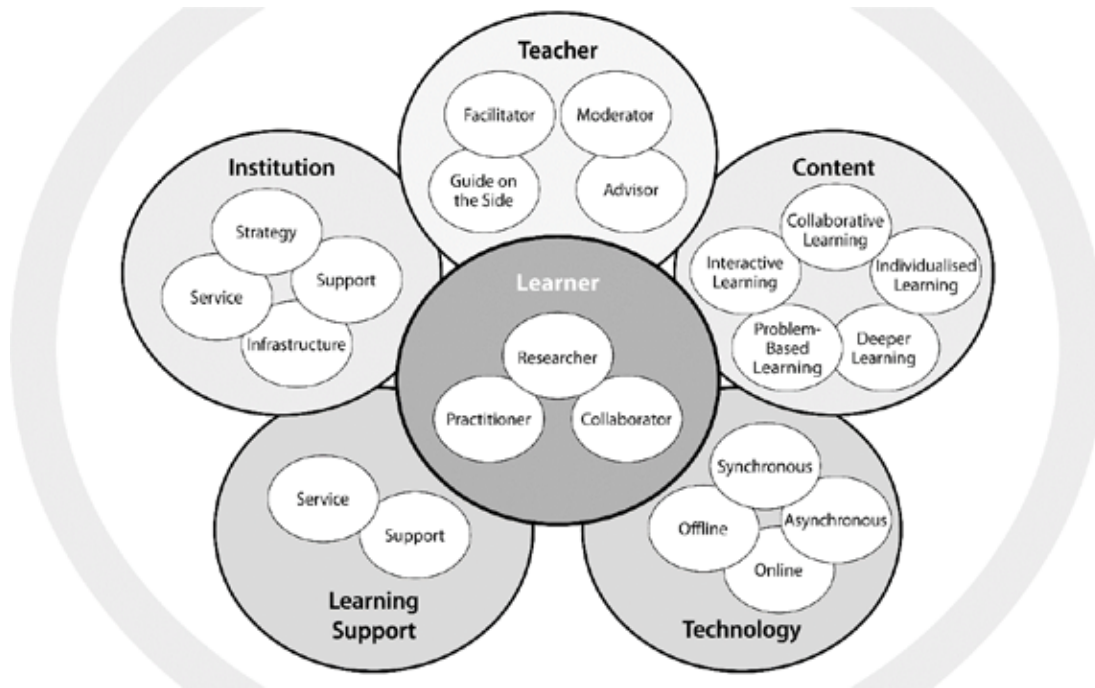 Teacher
Facilitator
Moderator
Guide on
the Side
Advisor
Institution
Strategy
Service
Support
Infrastructure
Content
Collaborative
Learning
Interactive
Learning
Individualised
Learning
Problem-
Based
Learning
Deeper
Learning
Learner
Researcher
Practitioner
Collaborator
Service
Support
Learning
Support
Synchronous
Offline
Asynchronous
Online
Technology